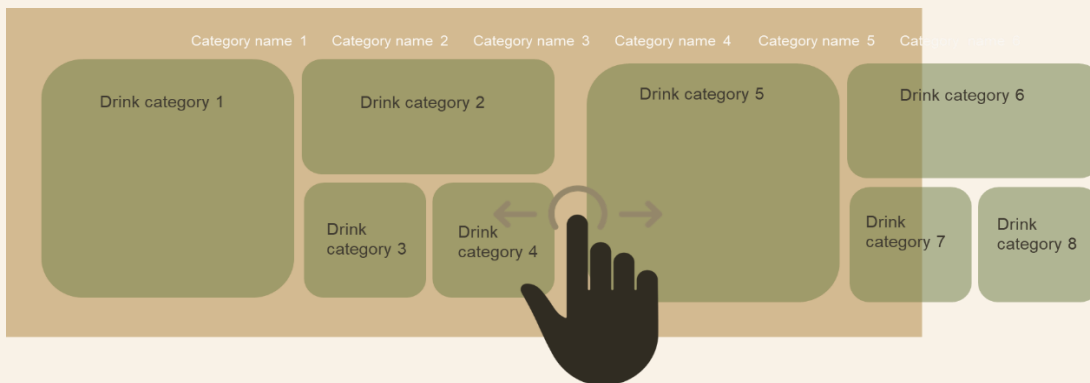 Category name 1 Category name 2 Category name 3 Category name 4 Category name 5
Drink category 1
Drink category 2
Drink
category 3
Drink
category 4
Drink category 5
Drink category 6
Drink
category 7
Drink
category 8